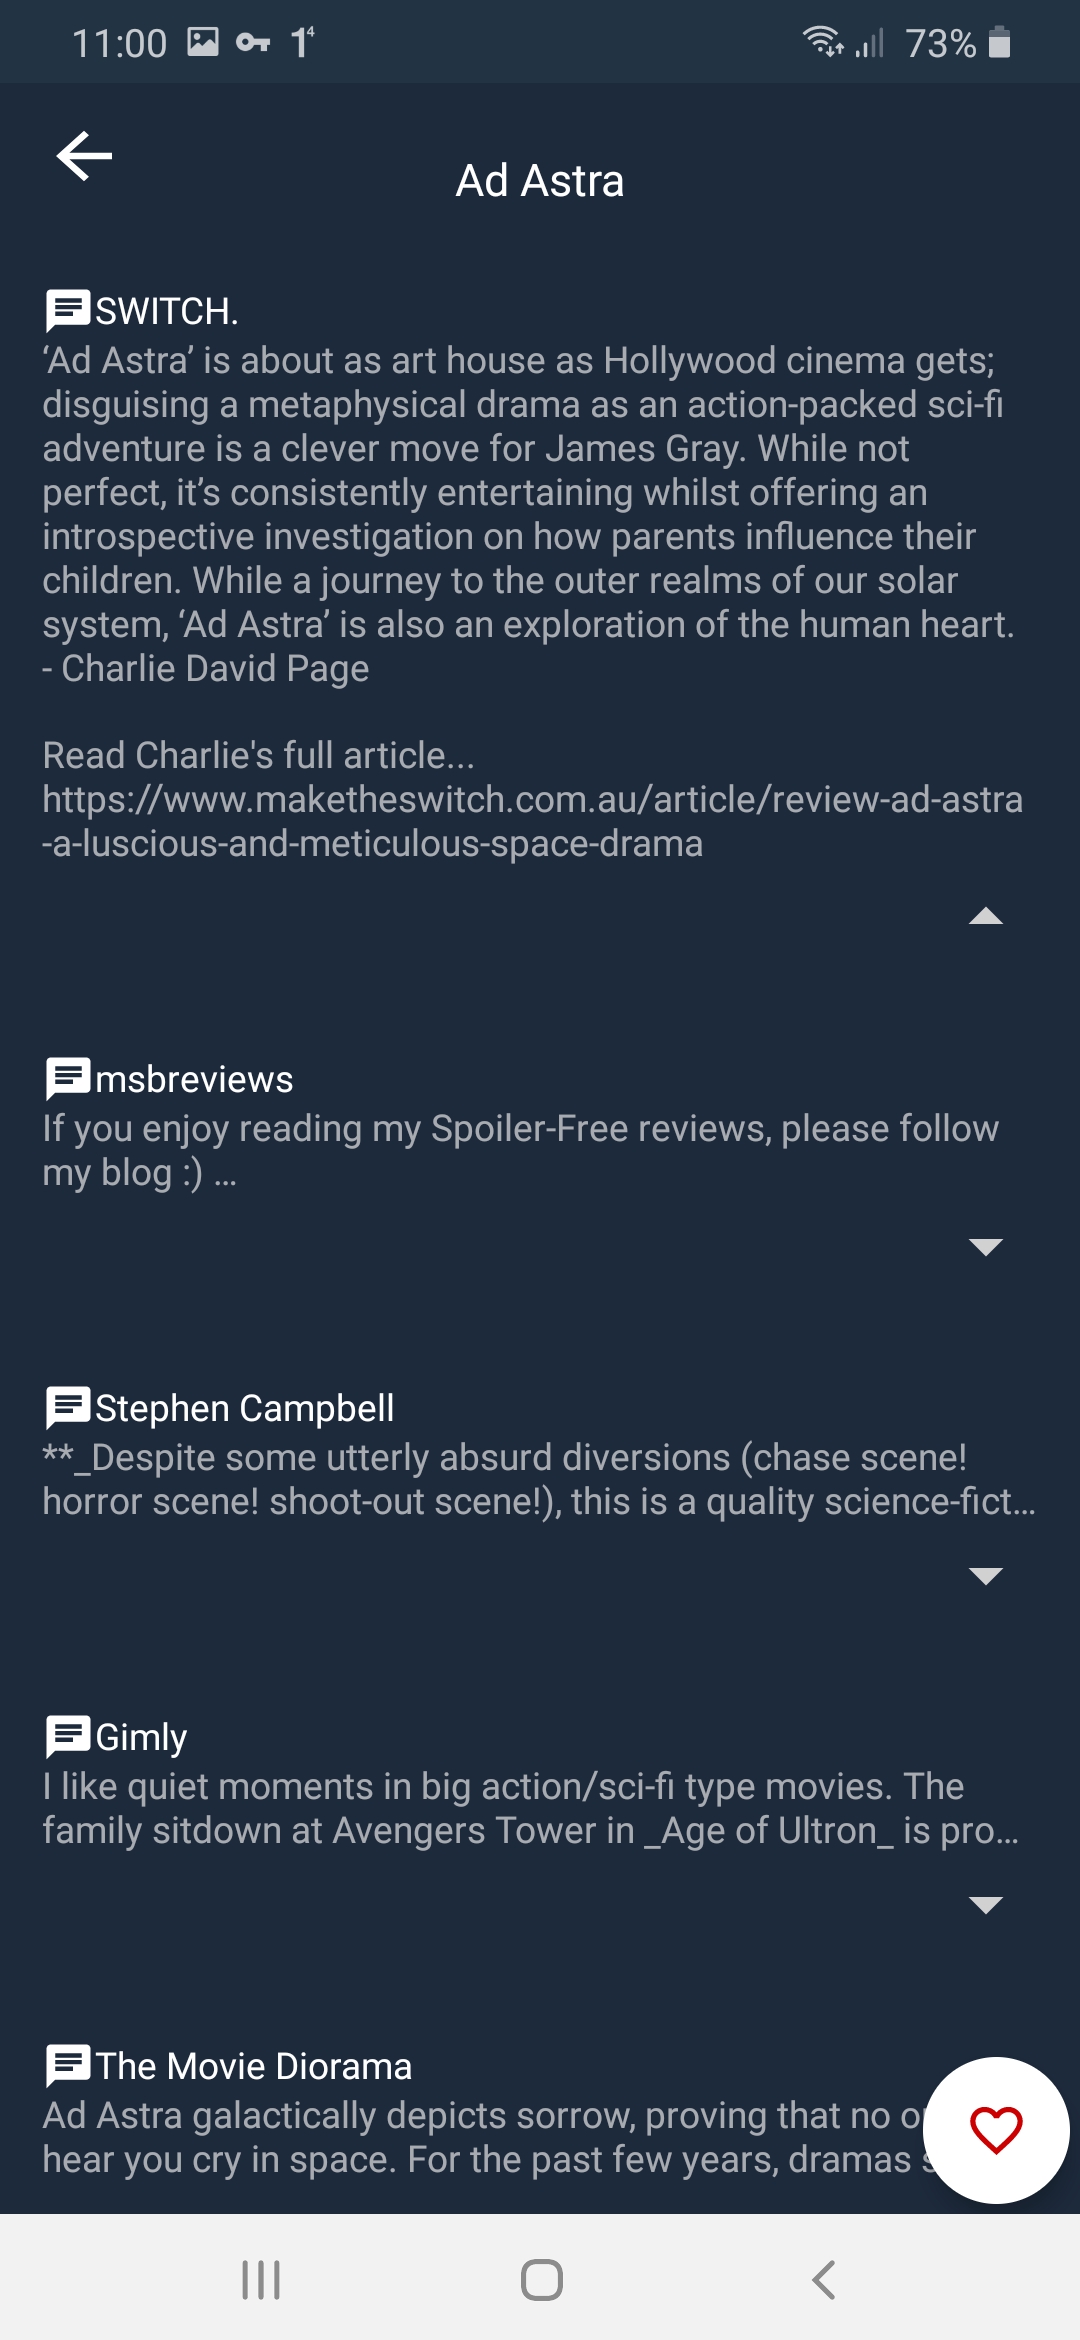 11:00 1⁴ 73%
Ad Astra
SWITCH.
‘Ad Astra’ is about as art house as Hollywood cinema gets;
disguising a metaphysical drama as an action-packed sci-fi
adventure is a clever move for James Gray. While not
perfect, it’s consistently entertaining whilst offering an
introspective investigation on how parents influence their
children. While a journey to the outer realms of our solar
system, ‘Ad Astra’ is also an exploration of the human heart.
- Charlie David Page
Read Charlie's full article...
https://www.maketheswitch.com.au/article/review-ad-astra
-a-luscious-and-meticulous-space-drama
msbreviews
If you enjoy reading my Spoiler-Free reviews, please follow
my blog :) ...
Stephen Campbell
**_Despite some utterly absurd diversions (chase scene!
horror scene! shoot-out scene!), this is a quality science-fict...
Gimly
I like quiet moments in big action/sci-fi type movies. The
family sitdown at Avengers Tower in _Age of Ultron_ is pro...
The Movie Diorama
Ad Astra galactically depicts sorrow, proving that no
hear you cry in space. For the past few years, dramas